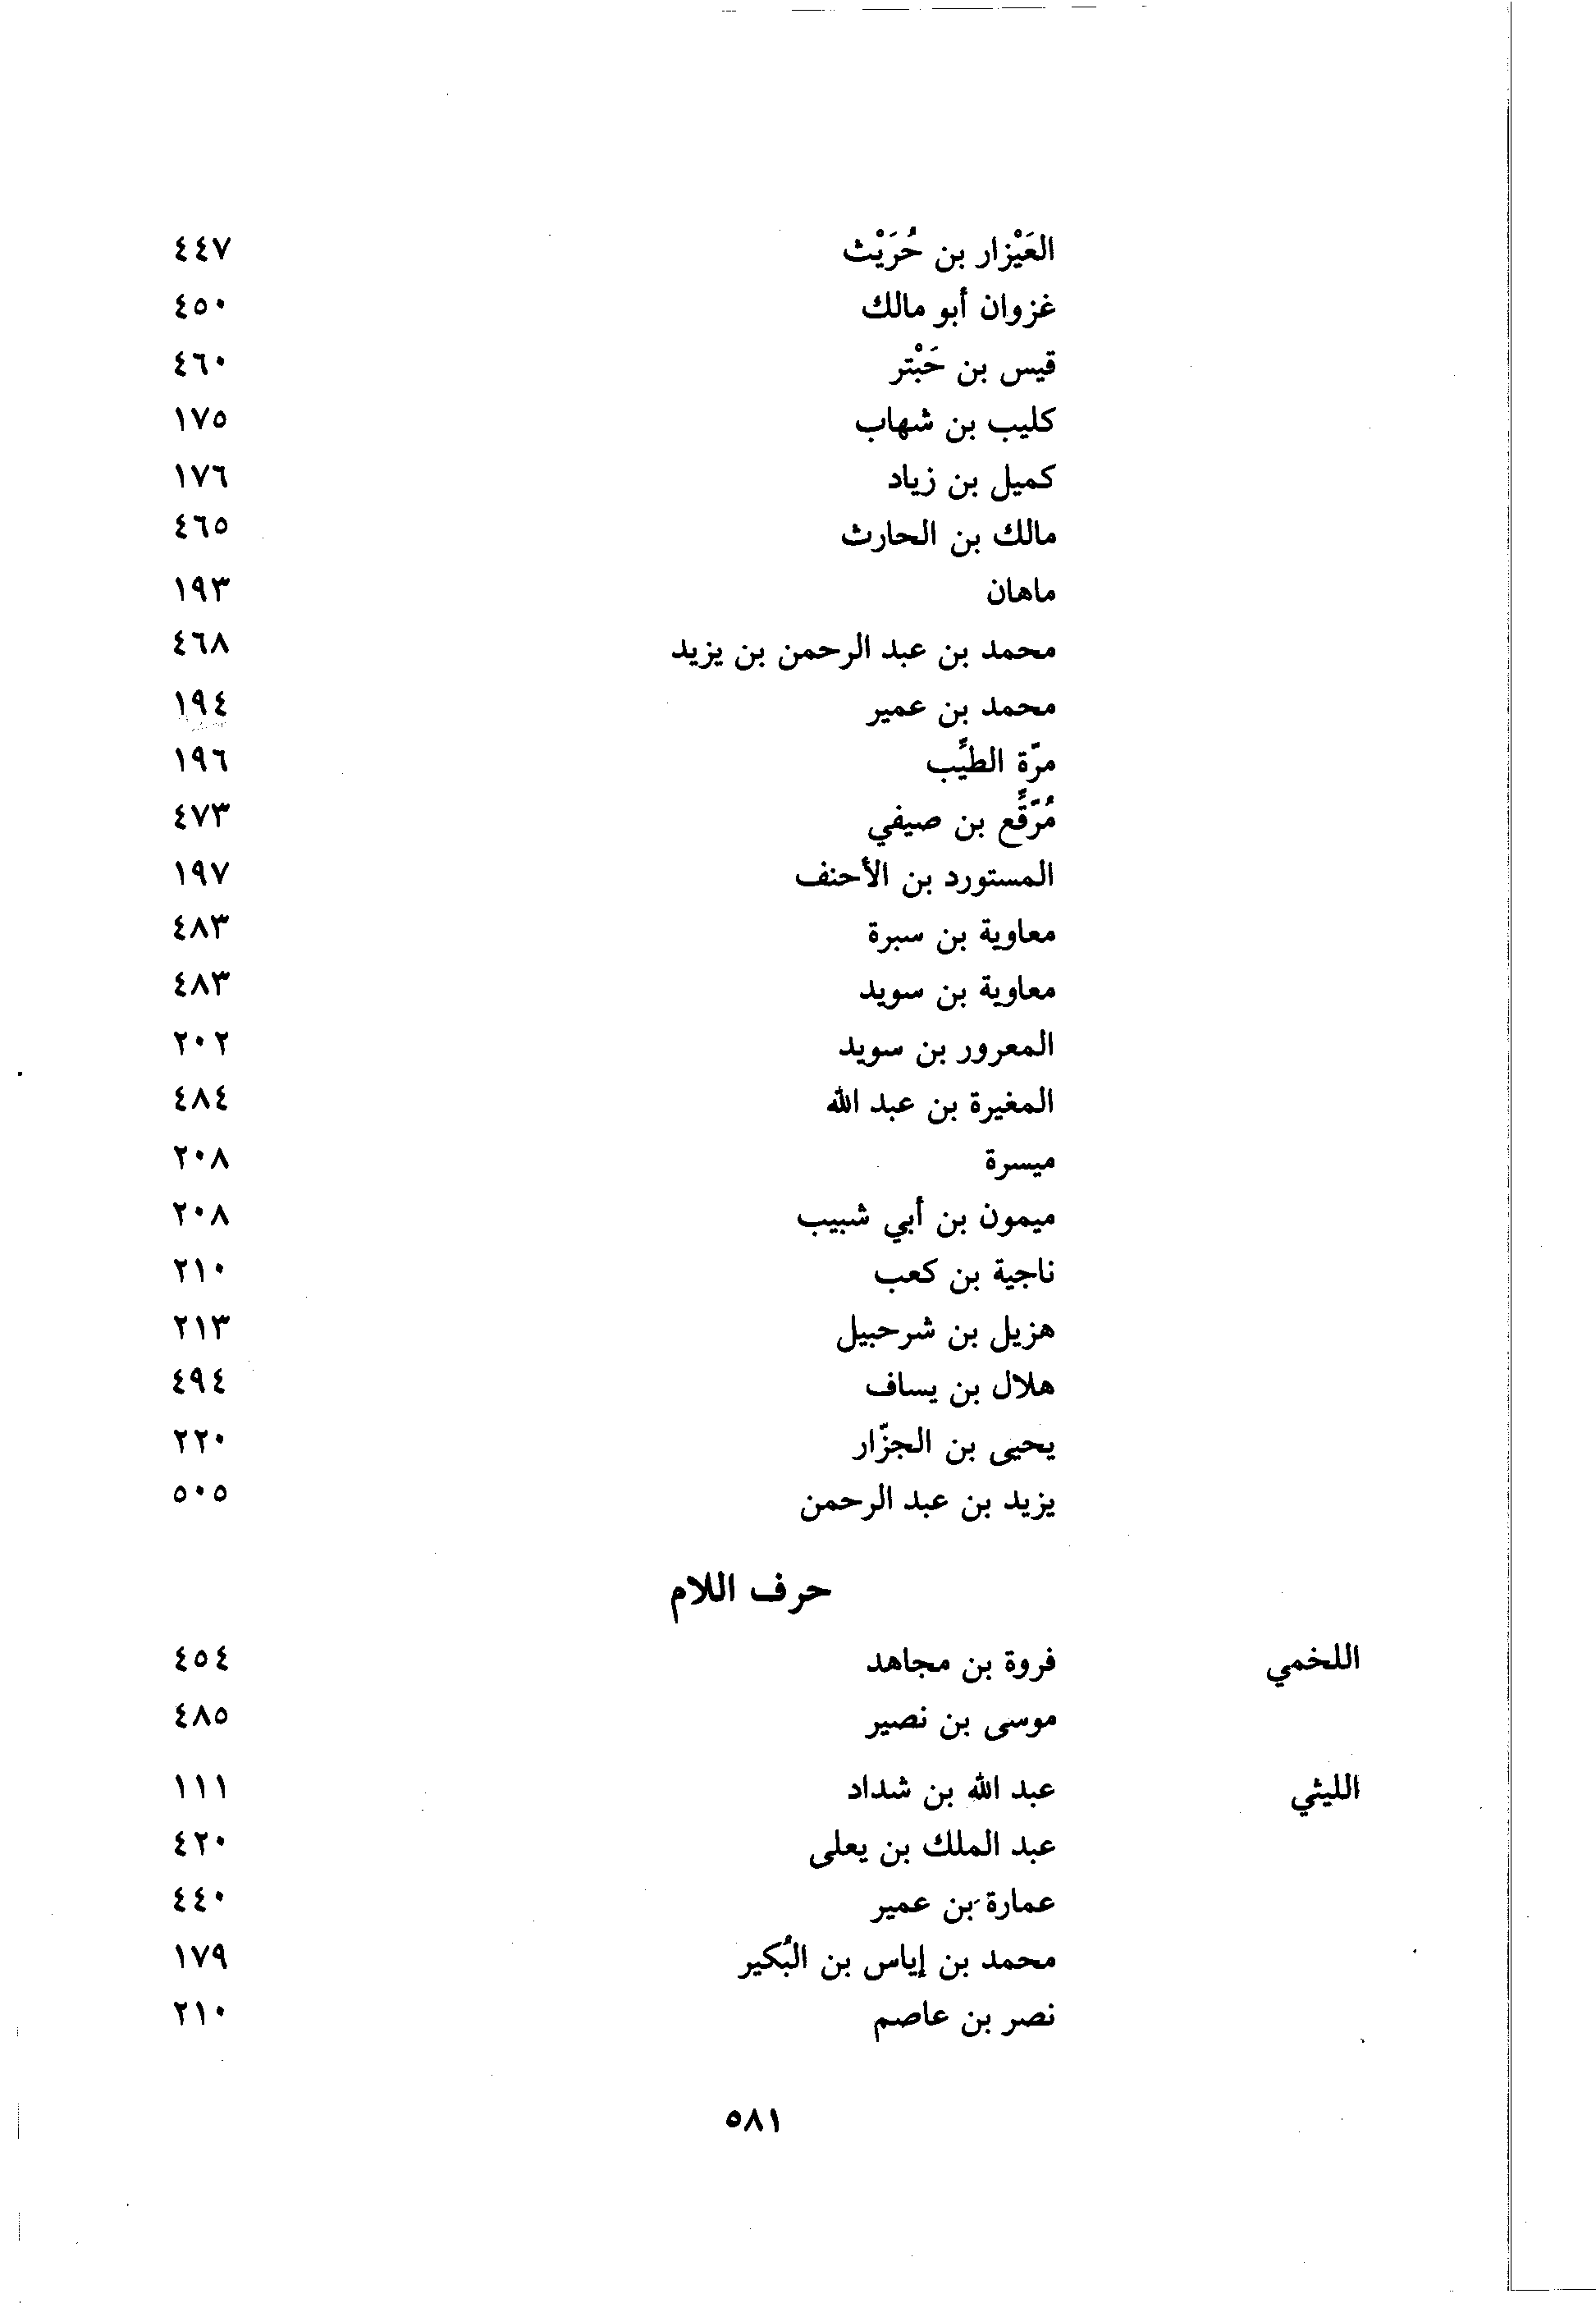 العَيْزار بن حُرَيْث ٤٤٧
غزوان أبو مالك ٤٥٠
قيس بن حَبْتر ٤٦٠
كليب بن شهاب ١٧٥
كميل بن زياد ١٧٦
مالك بن الحارث ٤٦٥
ماهان ١٩٣
محمد بن عبد الرحمن بن يزيد ٤٦٨
محمد بن عمير ١٩٤
مرّة الطيِّب ١٩٦
مُرَّقِّع بن صيفي ٤٧٣
المستورد بن الأحنف ١٩٧
معاوية بن سبرة ٤٨٣
معاوية بن سويد ٤٨٣
المعرور بن سويد ٢٠٢
المغيرة بن عبد الله ٤٨٤
ميسرة ٢٠٨
ميمون بن أبي شبيب ٢٠٨
ناجية بن كعب ٢١٠
هزيل بن شرحبيل ٢١٣
هلال بن يساف ٤٩٤
يحيى بن الجزّار ٢٢٠
يزيد بن عبد الرحمن ٥٠٥
حرف اللام
اللخمي فروة بن مجاهد ٤٥٤
موسى بن نصير ٤٨٥
الليثي عبد الله بن شداد ١١١
عبد الملك بن يعلى ٤٢٠
عمارة بن عمير ٤٤٠
محمد بن إياس بن البُكير ١٧٩
نصر بن عاصم ٢١٠
٥٨١